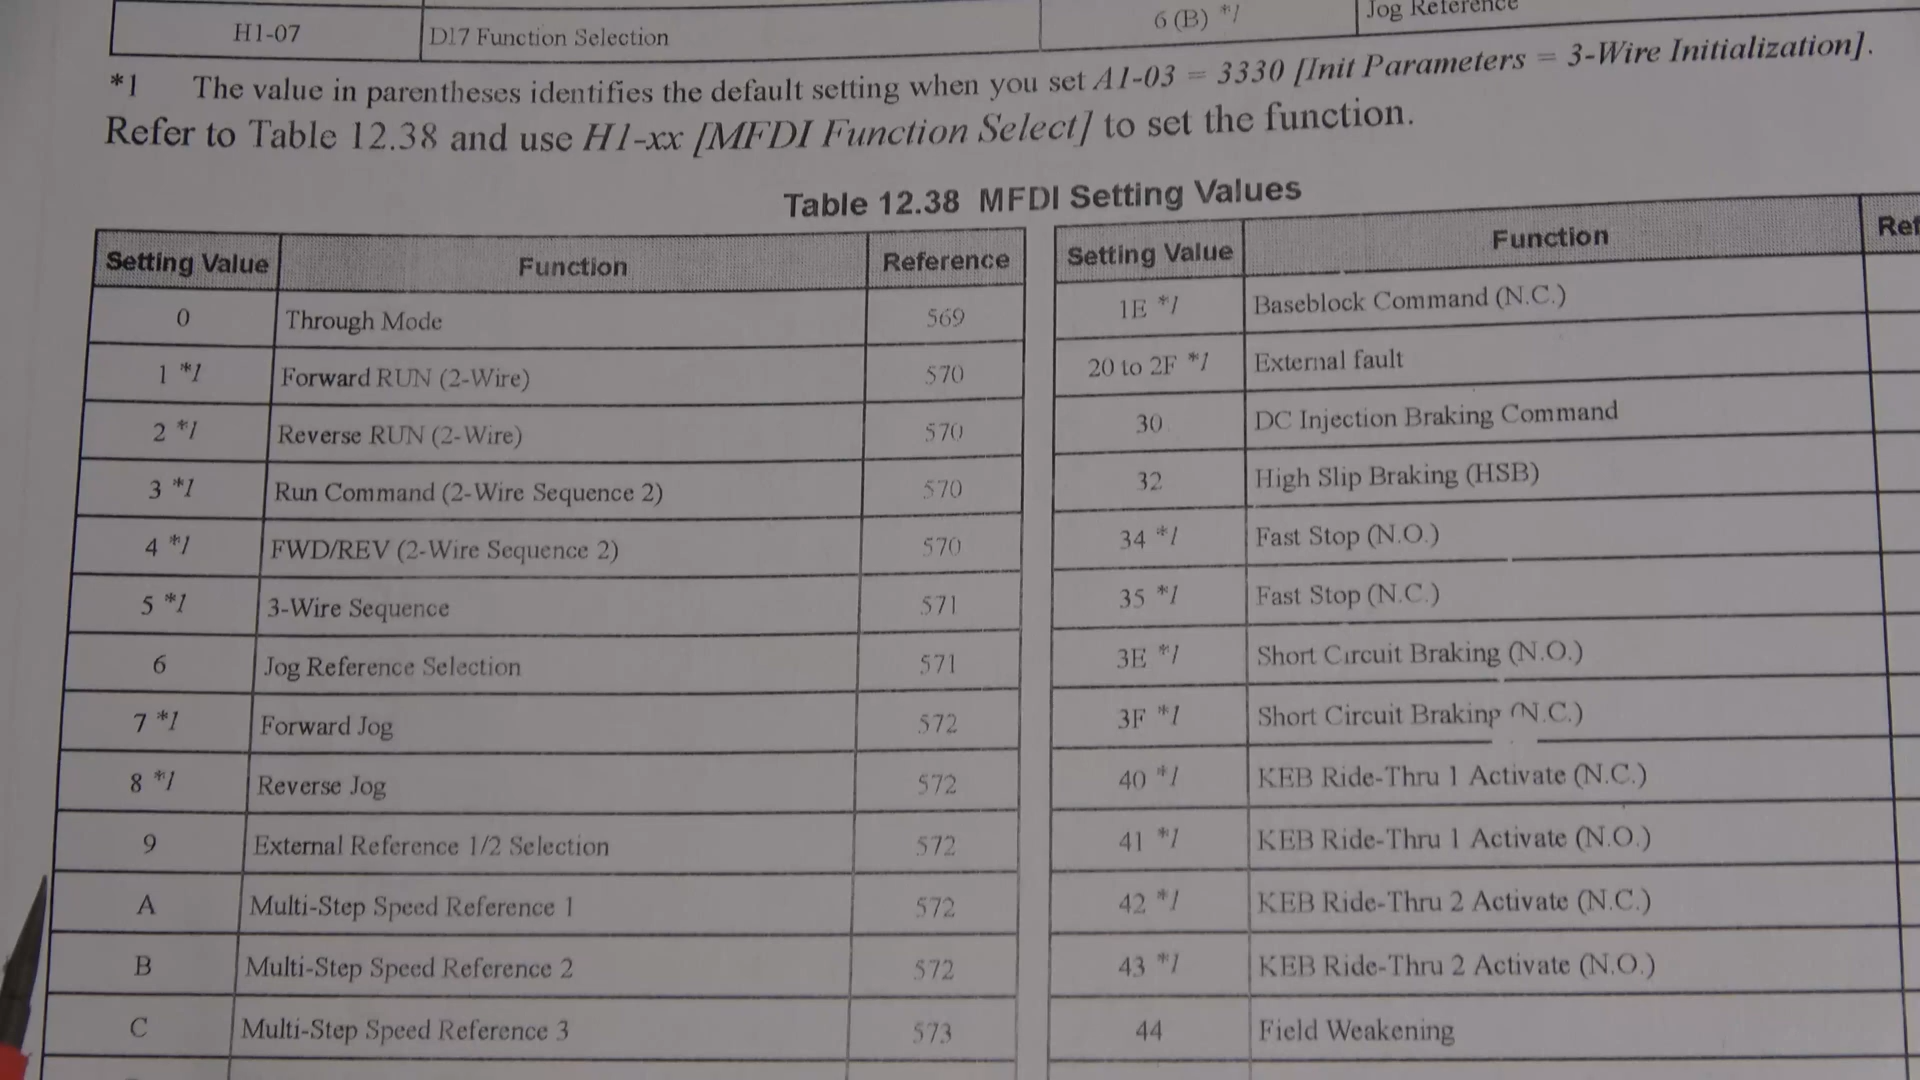 H1-07 D17 Function Selection 6 (B) *1 Jog Reference
*1 The value in parentheses identifies the default setting when you set A1-03 = 3330 [Init Parameters = 3-Wire Initialization].
Refer to Table 12.38 and use H1-xx [MFDI Function Select] to set the function.
Table 12.38 MFDI Setting Values
Setting Value Function Reference
0 Through Mode 569
1 *1 Forward RUN (2-Wire) 570
2 *1 Reverse RUN (2-Wire) 570
3 *1 Run Command (2-Wire Sequence 2) 570
4 *1 FWD/REV (2-Wire Sequence 2) 570
5 *1 3-Wire Sequence 571
6 Jog Reference Selection 571
7 *1 Forward Jog 572
8 *1 Reverse Jog 572
9 External Reference 1/2 Selection 572
A Multi-Step Speed Reference 1 572
B Multi-Step Speed Reference 2 572
C Multi-Step Speed Reference 3 573
Setting Value Function
1E *1 Baseblock Command (N.C.)
20 to 2F *1 External fault
30 DC Injection Braking Command
32 High Slip Braking (HSB)
34 *1 Fast Stop (N.O.)
35 *1 Fast Stop (N.C.)
3E *1 Short Circuit Braking (N.O.)
3F *1 Short Circuit Braking (N.C.)
40 *1 KEB Ride-Thru 1 Activate (N.C.)
41 *1 KEB Ride-Thru 1 Activate (N.O.)
42 *1 KEB Ride-Thru 2 Activate (N.C.)
43 *1 KEB Ride-Thru 2 Activate (N.O.)
44 Field Weakening